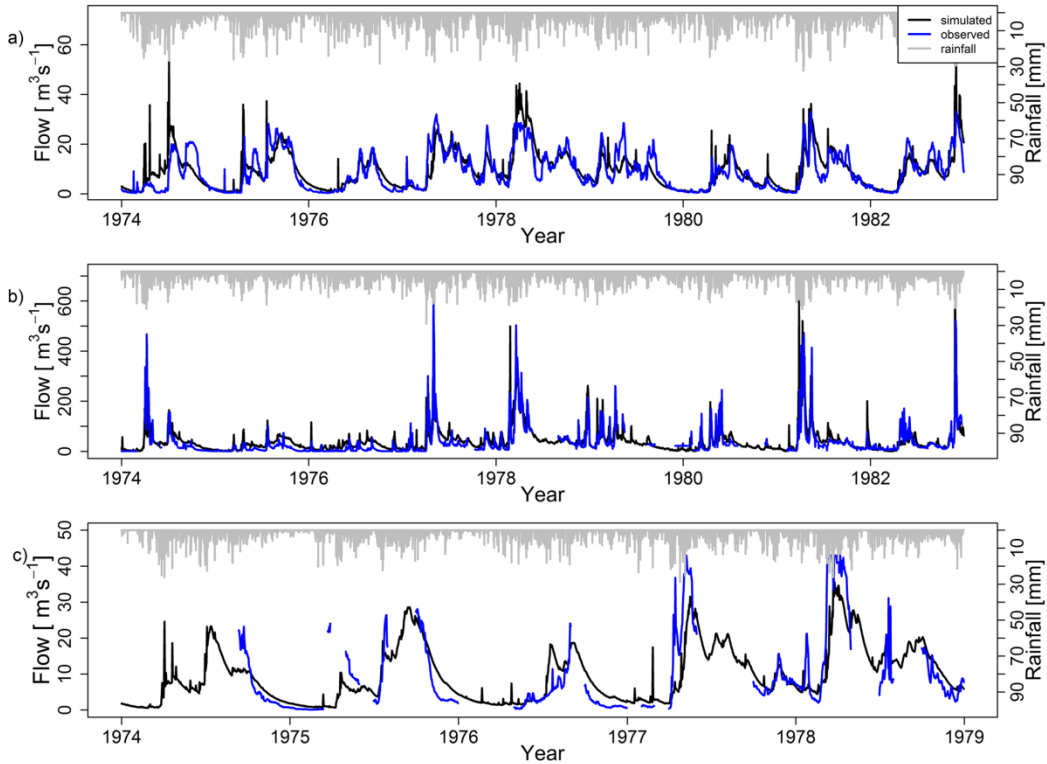 a)
simulated
observed
rainfall
Flow [ m³s⁻¹]
0 20 40 60
Rainfall [mm]
10 30 50 70 90
1974 1976 1978 1980 1982
Year
b)
Flow [ m³s⁻¹]
0 200 400 600
Rainfall [mm]
10 30 50 70 90
1974 1976 1978 1980 1982
Year
c)
Flow [ m³s⁻¹]
0 10 20 30 40 50
Rainfall [mm]
10 30 50 70 90
1974 1975 1976 1977 1978 1979
Year